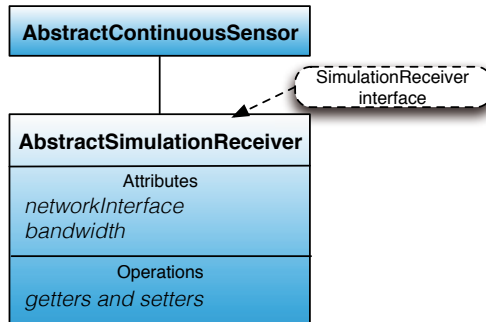 AbstractContinuousSensor
SimulationReceiver
interface
AbstractSimulationReceiver
Attributes
networkInterface
bandwidth
Operations
getters and setters